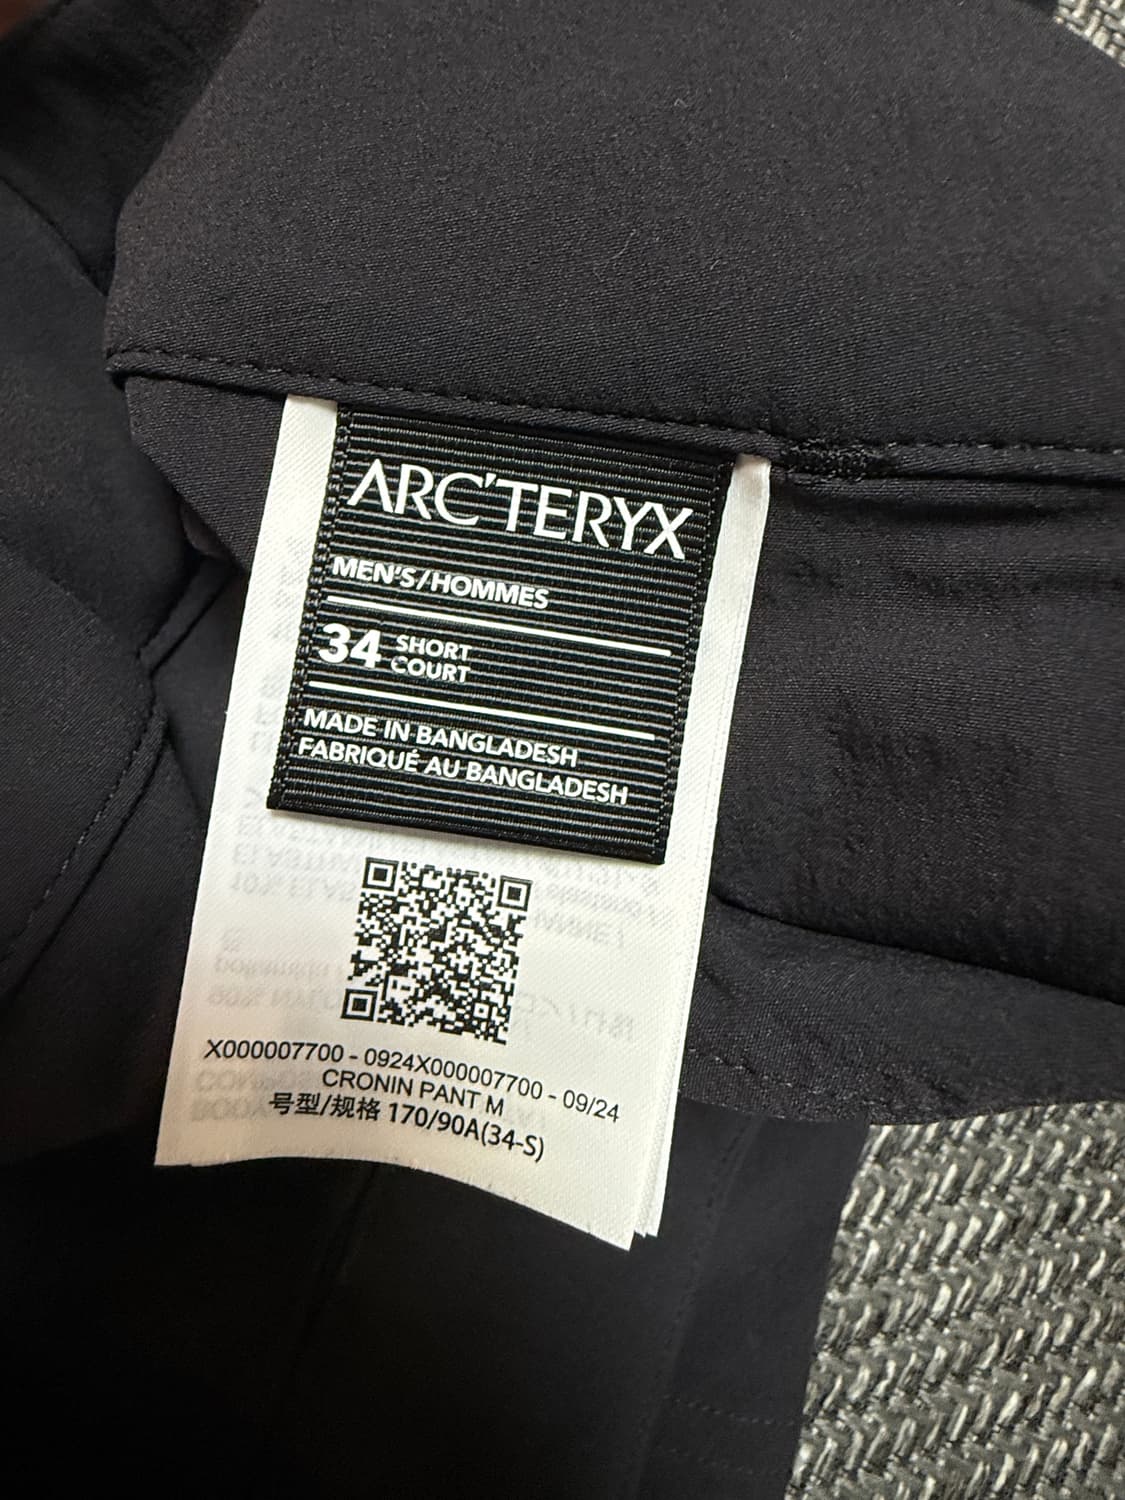 ARC'TERYX
MEN'S/HOMMES
34 SHORT
COURT
MADE IN BANGLADESH
FABRIQUÉ AU BANGLADESH
X000007700 - 0924X000007700 - 09/24
CRONIN PANT M
号型/规格 170/90A(34-S)